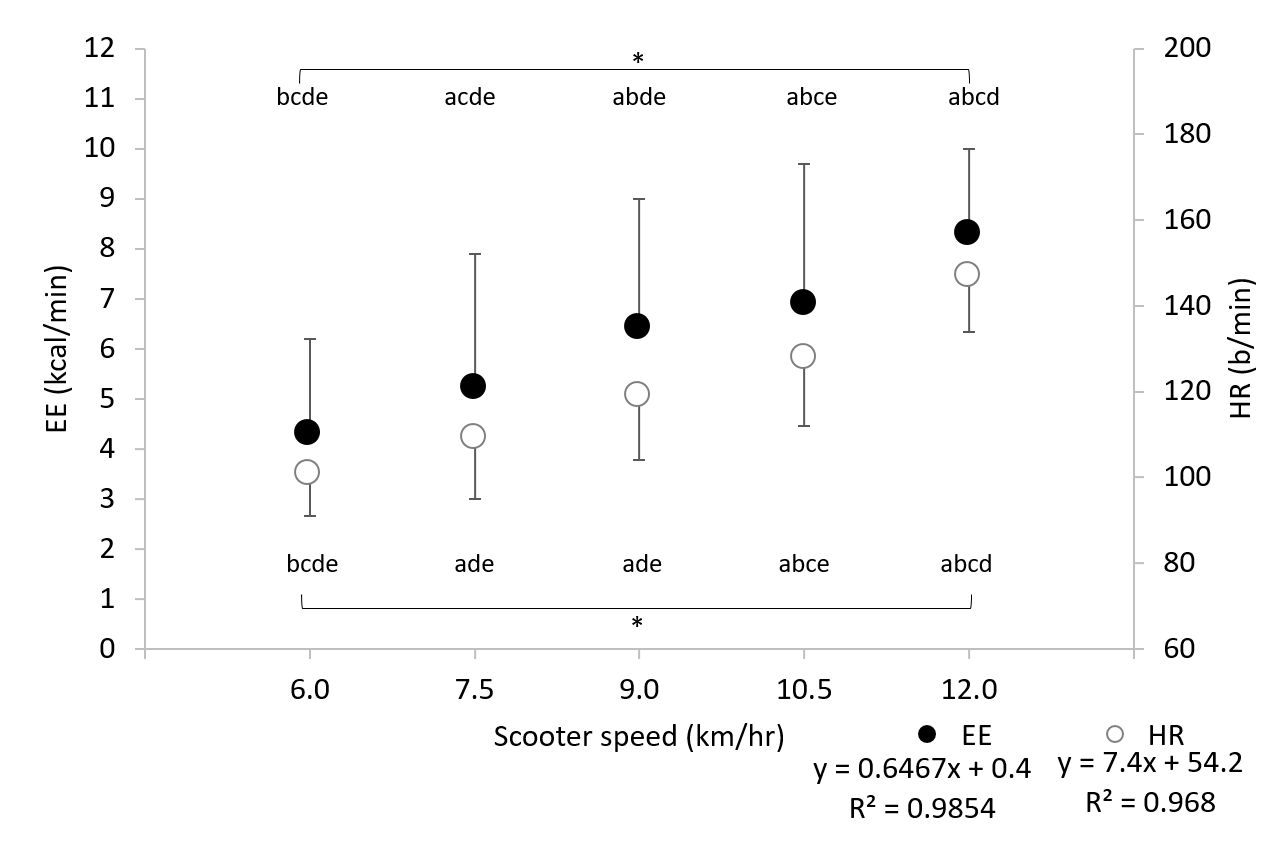 12
11
10
9
8
7
6
5
4
3
2
1
0
EE (kcal/min)
*
bcde acde abde abce abcd
bcde ade ade abce abcd
*
200
180
160
140
120
100
80
60
HR (b/min)
6.0 7.5 9.0 10.5 12.0
Scooter speed (km/hr)
EE
y = 0.6467x + 0.4
R² = 0.9854
HR
y = 7.4x + 54.2
R² = 0.968